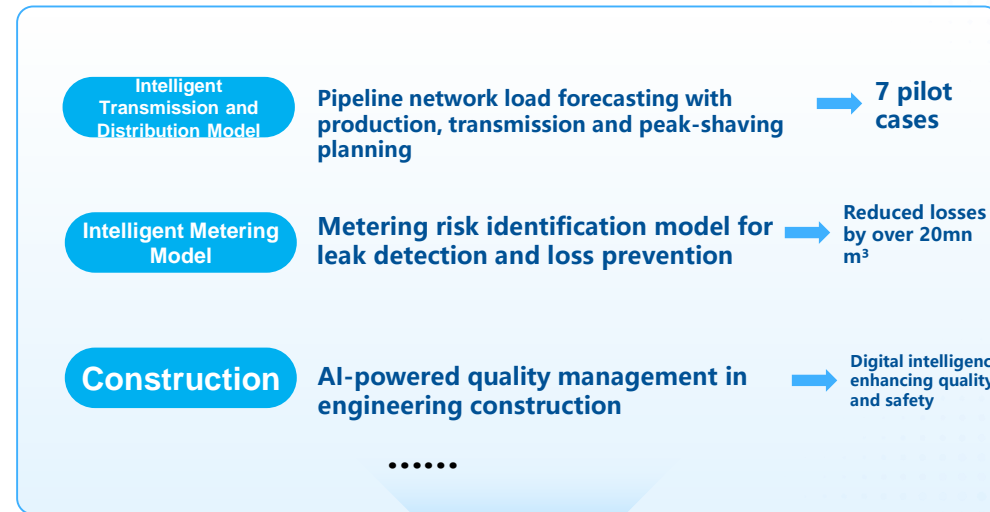 Intelligent
Transmission and
Distribution Model
Pipeline network load forecasting with
production, transmission and peak-shaving
planning
7 pilot
cases
Intelligent Metering
Model
Metering risk identification model for
leak detection and loss prevention
Reduced losses
by over 20mn
m³
Construction
AI-powered quality management in
engineering construction
Digital intelligenc
enhancing quality
and safety
......